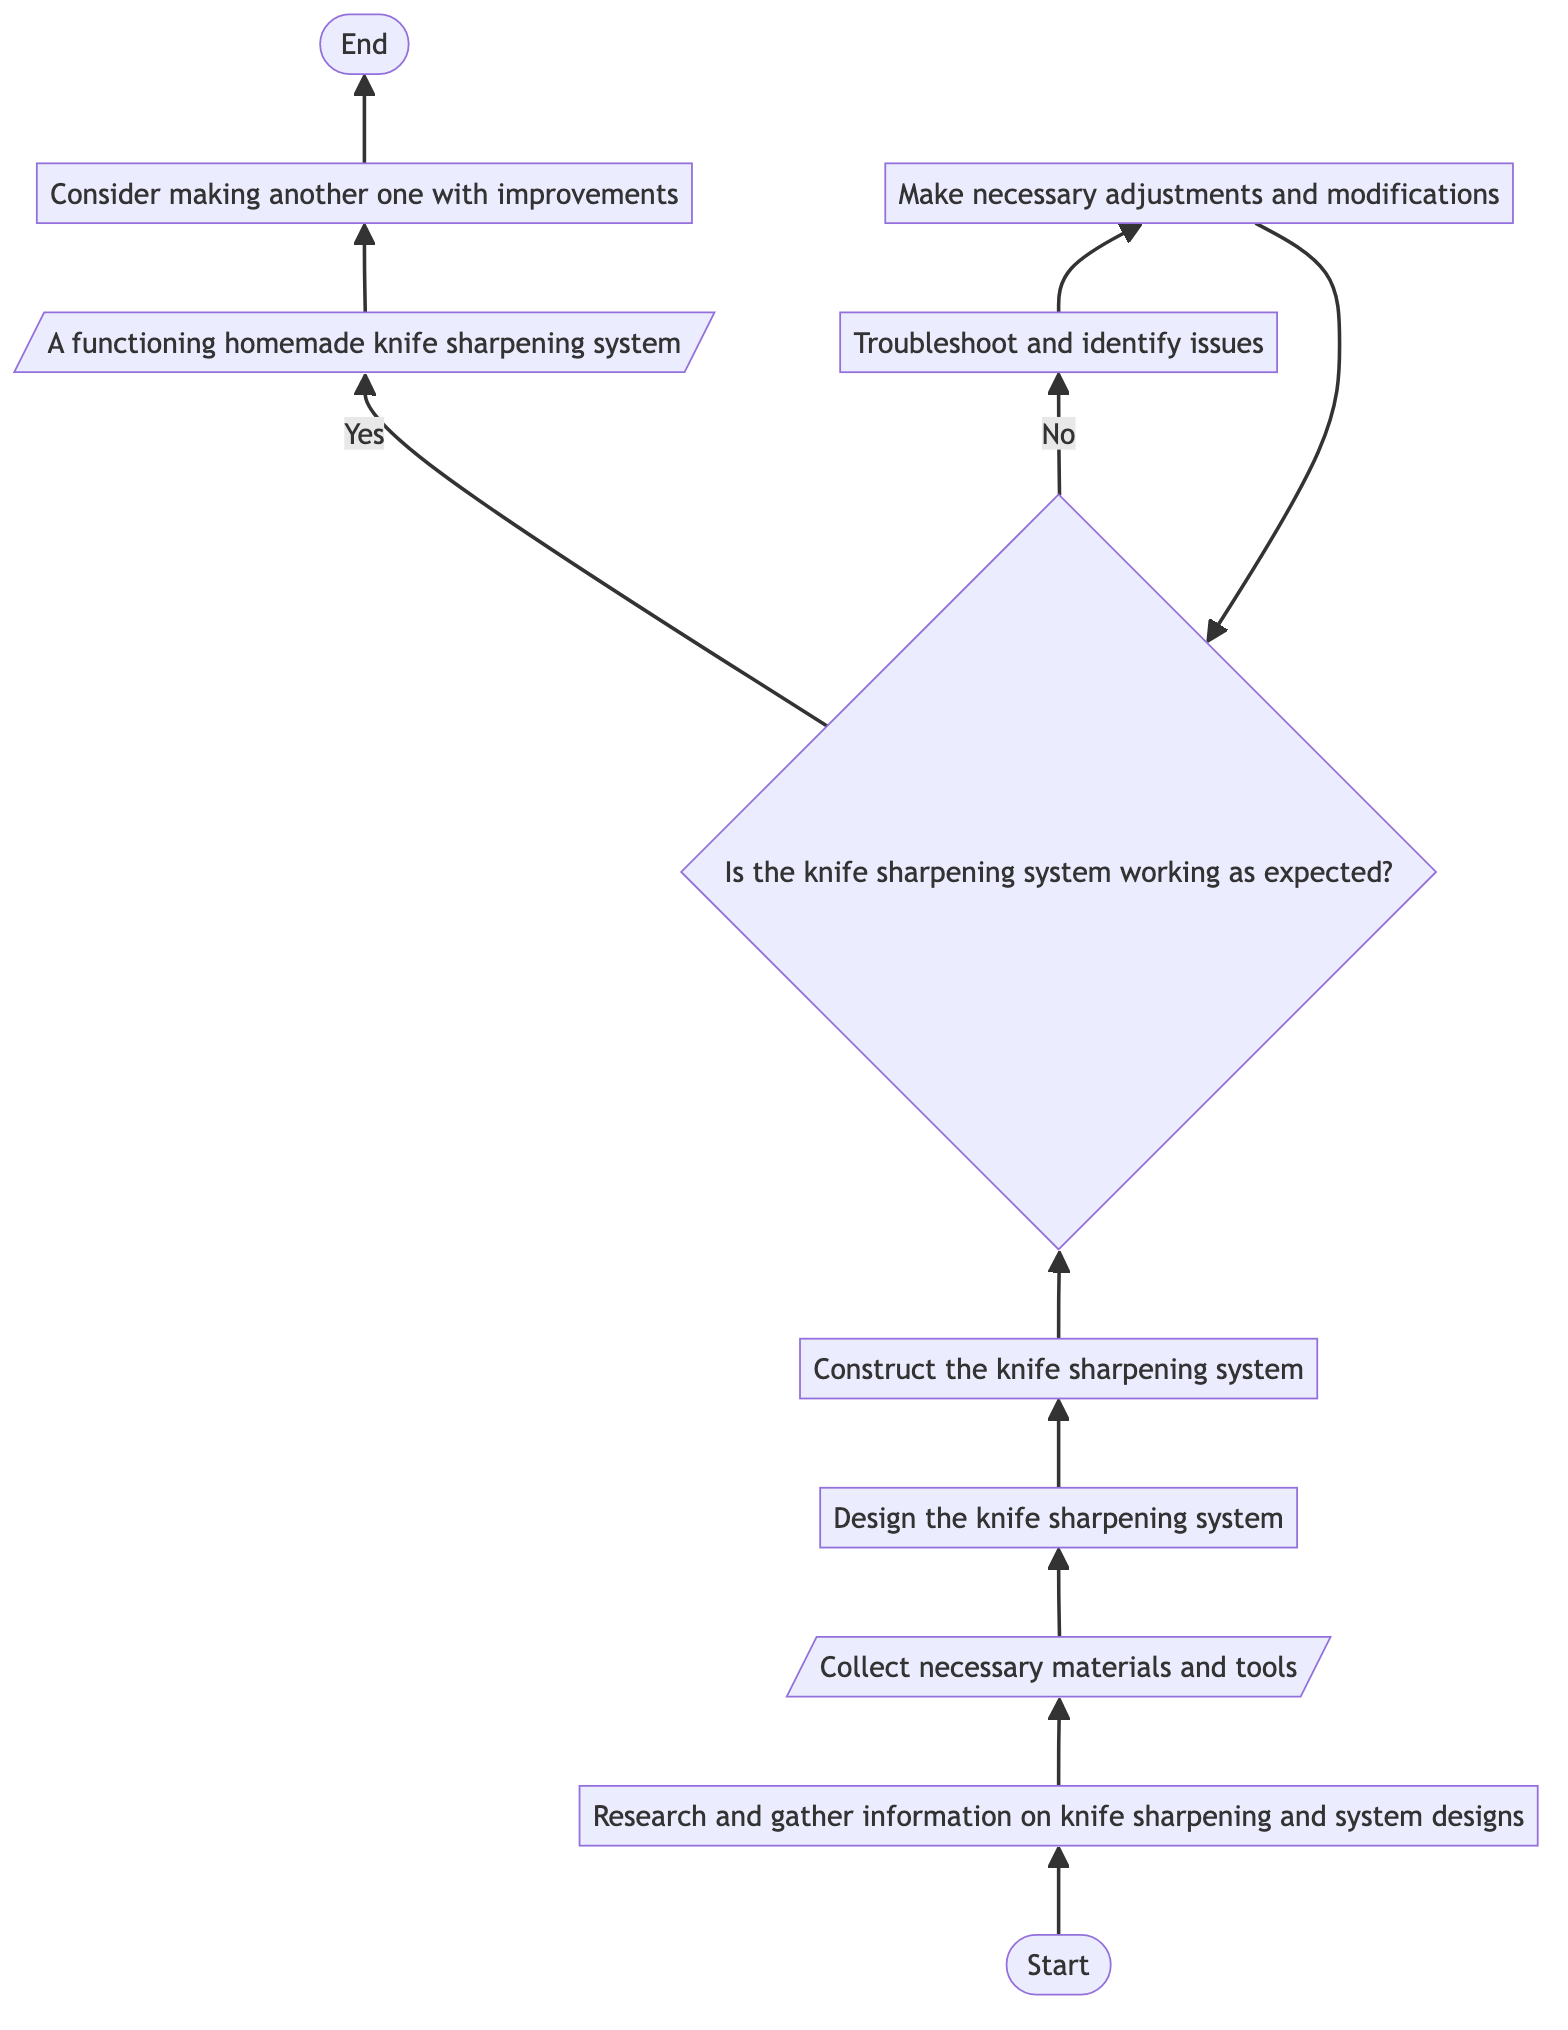 End
Consider making another one with improvements
Make necessary adjustments and modifications
A functioning homemade knife sharpening system
Troubleshoot and identify issues
Yes
No
Is the knife sharpening system working as expected?
Construct the knife sharpening system
Design the knife sharpening system
Collect necessary materials and tools
Research and gather information on knife sharpening and system designs
Start